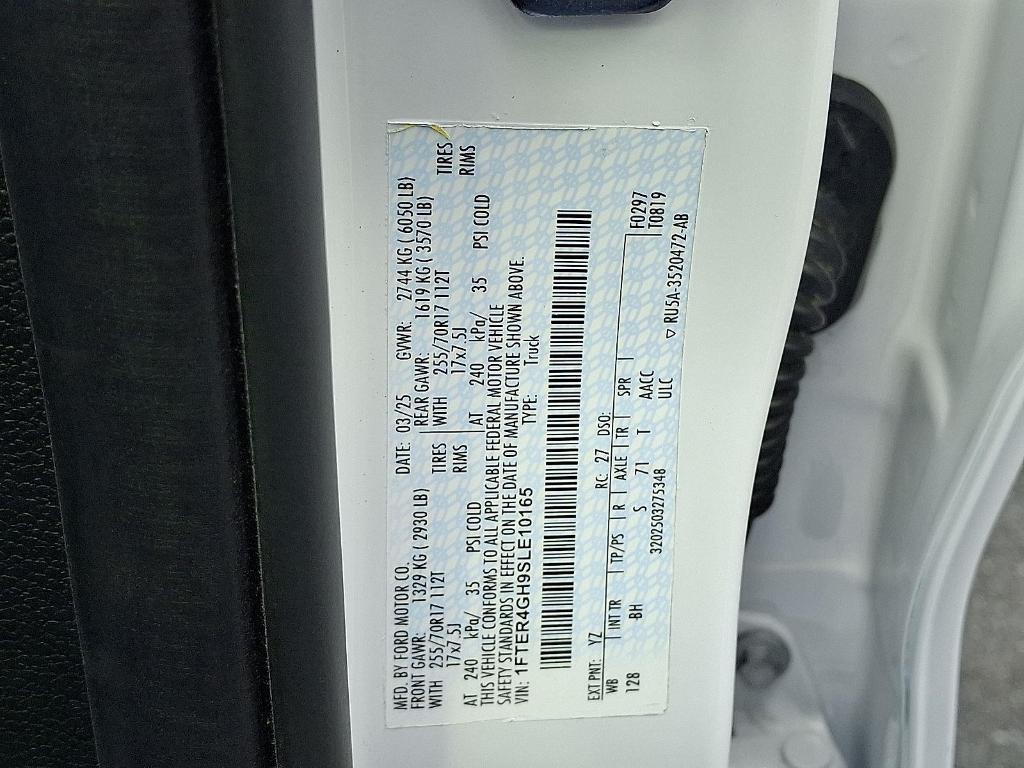 MFD. BY FORD MOTOR CO. DATE: 03/25 GVWR: 2744 KG ( 6050 LB)
FRONT GAWR: 1329 KG ( 2930 LB) REAR GAWR: 1619 KG ( 3570 LB)
WITH 255/70R17 112T TIRES WITH 255/70R17 112T TIRES
17x7.5J RIMS 17x7.5J RIMS
AT 240 kPa/ 35 PSI COLD AT 240 kPa/ 35 PSI COLD
THIS VEHICLE CONFORMS TO ALL APPLICABLE FEDERAL MOTOR VEHICLE
SAFETY STANDARDS IN EFFECT ON THE DATE OF MANUFACTURE SHOWN ABOVE.
VIN: 1FTER4GH9SLE10165 TYPE: Truck
EXT PNT: YZ RC: 27 DSO:
WB INT TR TP/PS R AXLE TR SPR F0297
128 -BH S 71 T AACC T0819
ULC
3202503275348 ▽ RU5A-3520472-AB